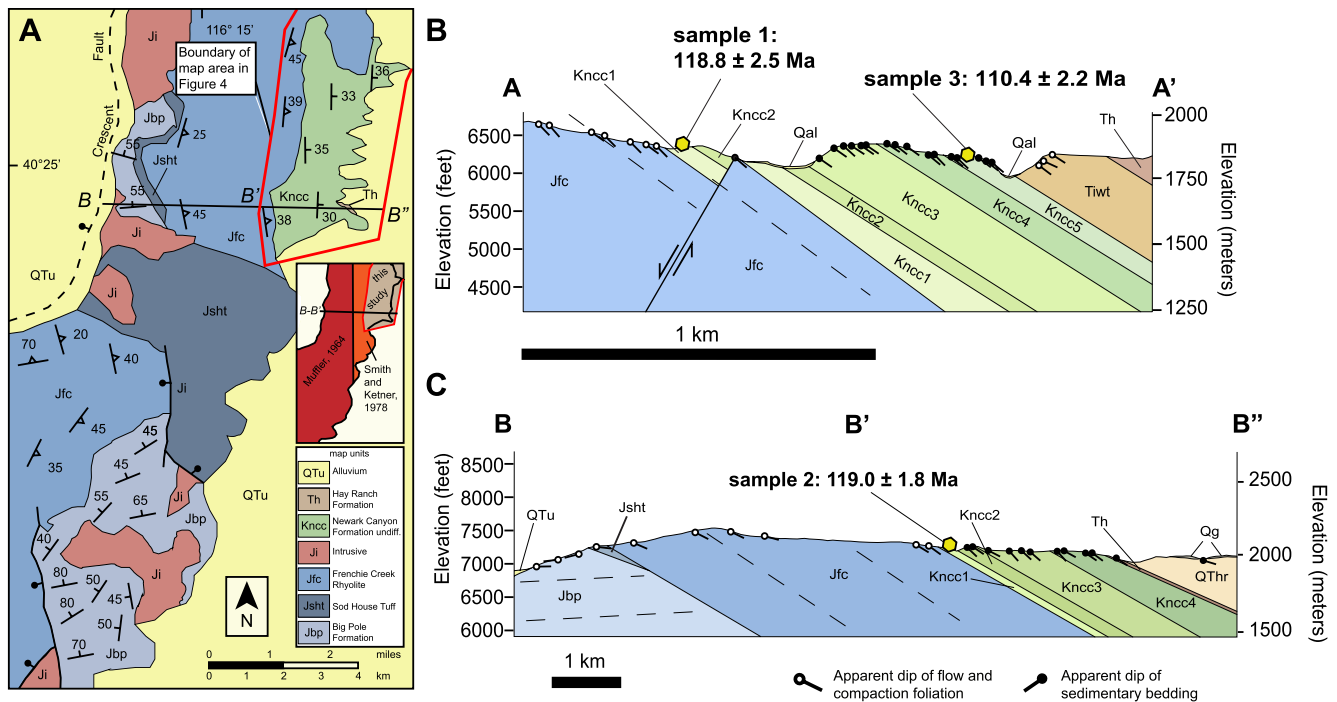 A
116° 15'
Boundary of
map area in
Figure 4
Fault
Crescent
40°25'
Ji
Jbp
Jsht
25
55
55
45
45
39
36
33
35
38
30
Kncc
Th
B
B'
B"
Ji
Jfc
QTu
Ji
Jsht
70
20
40
Ji
Jfc
45
35
45
45
55
65
Ji
Jbp
QTu
40
80
50
80
45
50
70
Ji
Jbp
Ji
this
study
B-B'
Muffler, 1964
Smith
and
Ketner,
1978
map units
QTu Alluvium
Th Hay Ranch
Formation
Kncc Newark Canyon
Formation undiff.
Ji Intrusive
Jfc Frenchie Creek
Rhyolite
Jsht Sod House Tuff
Jbp Big Pole
Formation
N
0 1 2 miles
0 1 2 3 4 km
B
sample 1:
118.8 ± 2.5 Ma
sample 3: 110.4 ± 2.2 Ma
A
A'
Kncc1
Kncc2
Qal
Qal
Th
6500
6000
5500
5000
4500
Elevation (feet)
2000
1750
1500
1250
Elevation (meters)
Jfc
Jfc
Kncc1
Kncc2
Kncc3
Kncc4
Kncc5
Tiwt
1 km
C
B
B'
B"
sample 2: 119.0 ± 1.8 Ma
8500
8000
7500
7000
6500
6000
Elevation (feet)
2500
2000
1500
Elevation (meters)
QTu
Jsht
Kncc2
Th
Qg
Jbp
Jfc
Kncc1
Kncc3
Kncc4
QThr
1 km
Apparent dip of flow and
compaction foliation
Apparent dip of
sedimentary bedding